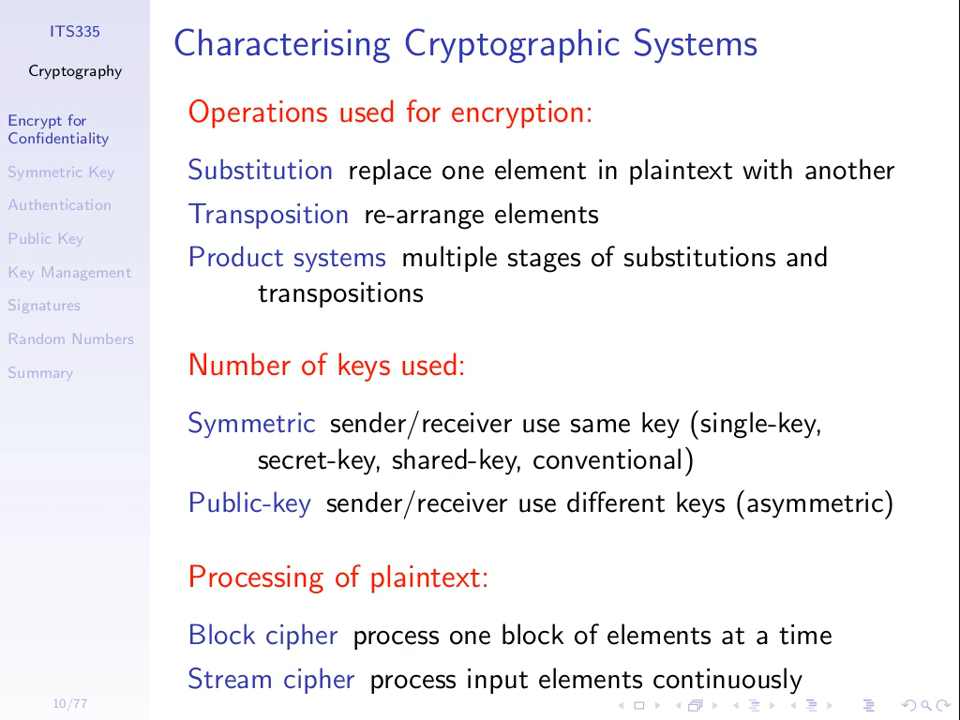 ITS335
Cryptography
Encrypt for
Confidentiality
Symmetric Key
Authentication
Public Key
Key Management
Signatures
Random Numbers
Summary
10/77
Characterising Cryptographic Systems
Operations used for encryption:
Substitution replace one element in plaintext with another
Transposition re-arrange elements
Product systems multiple stages of substitutions and
transpositions
Number of keys used:
Symmetric sender/receiver use same key (single-key,
secret-key, shared-key, conventional)
Public-key sender/receiver use different keys (asymmetric)
Processing of plaintext:
Block cipher process one block of elements at a time
Stream cipher process input elements continuously